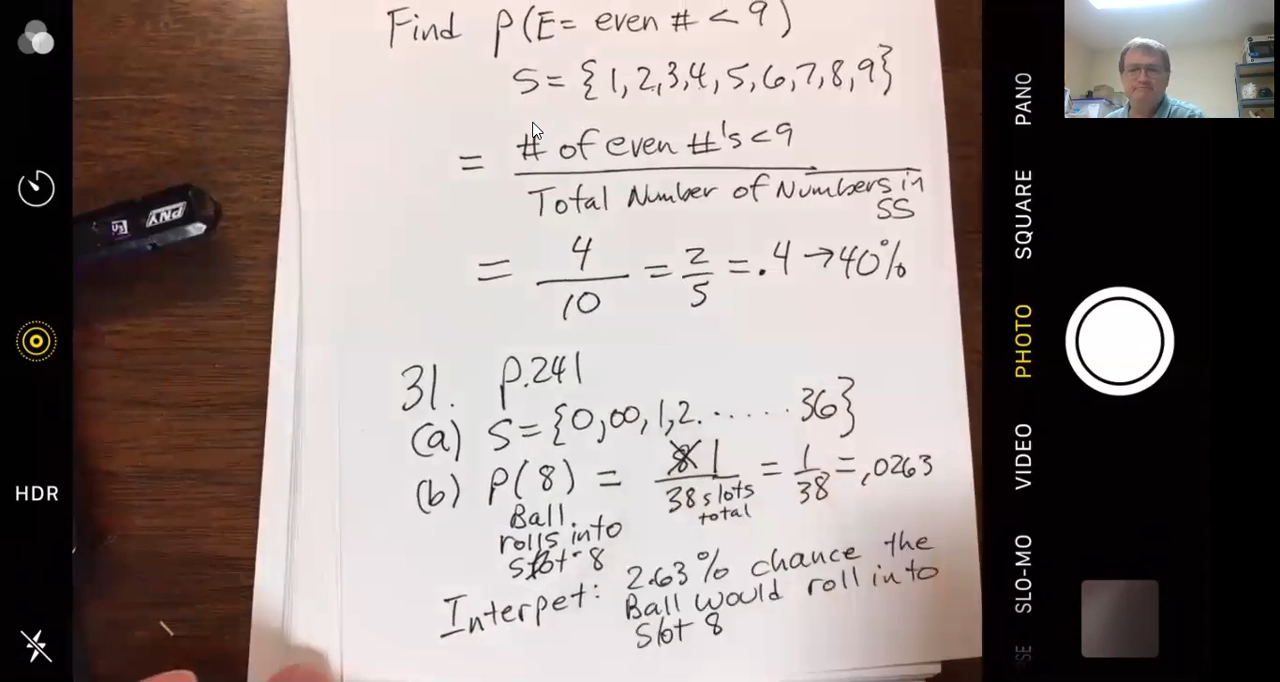 Find P(E= even # < 9)
S= {1,2,3,4,5,6,7,8,9}
= # of even #'s < 9
Total Number of Numbers in
SS
= 4/10 = 2/5 = .4 → 40%
31. p.241
(a) S={0,00,1,2. ..... 36}
(b) P(8) = 8 1/38 slots total = 1/38 = .0263
Ball
rolls into
slot 8
Interpet: 2.63% chance the
Ball would roll into
Slot 8
PNY
HDR
PANO
SQUARE
PHOTO
VIDEO
SLO-MO
SE